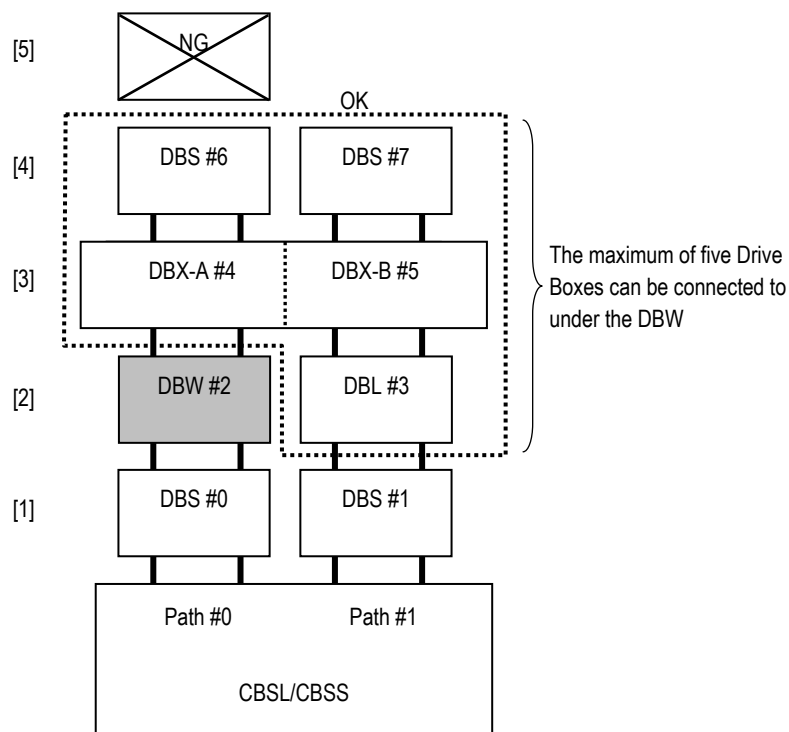 [5]
NG
OK
[4]
DBS #6
DBS #7
[3]
DBX-A #4
DBX-B #5
The maximum of five Drive
Boxes can be connected to
under the DBW
[2]
DBW #2
DBL #3
[1]
DBS #0
DBS #1
Path #0
Path #1
CBSL/CBSS